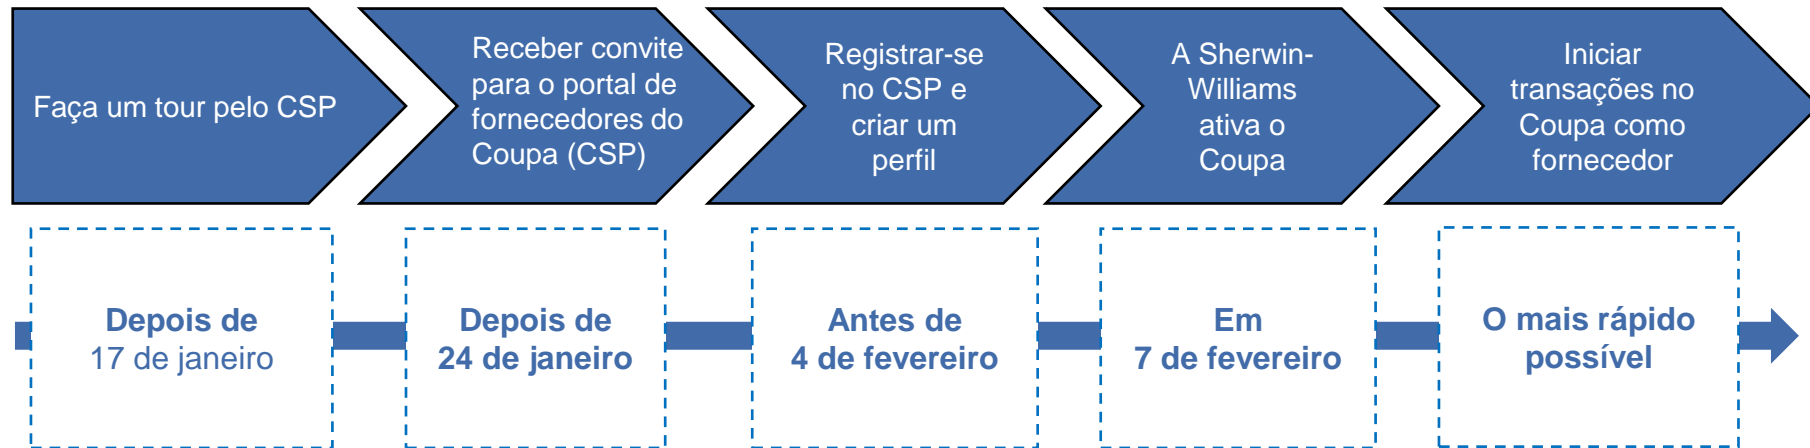 Faça um tour pelo CSP
Receber convite
para o portal de
fornecedores do
Coupa (CSP)
Registrar-se
no CSP e
criar um
perfil
A Sherwin-
Williams
ativa o
Coupa
Iniciar
transações no
Coupa como
fornecedor
Depois de
17 de janeiro
Depois de
24 de janeiro
Antes de
4 de fevereiro
Em
7 de fevereiro
O mais rápido
possível